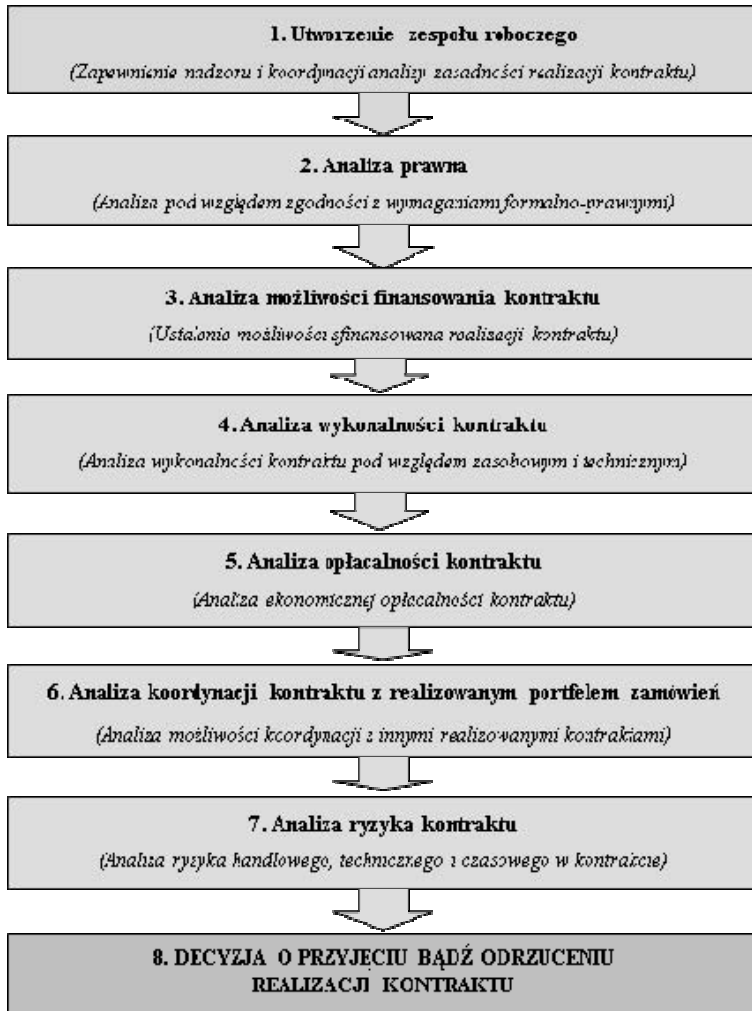 1. Utworzenie zespołu roboczego
(Zapewnienie nadzoru i koordynacji analizy zasadności realizacji kontraktu)
2. Analiza prawna
(Analiza pod względem zgodności z wymaganiami formalno-prawnymi)
3. Analiza możliwości finansowania kontraktu
(Ustalenie możliwości sfinansowana realizacji kontraktu)
4. Analiza wykonalności kontraktu
(Analiza wykonalności kontraktu pod względem zasobowym i technicznym)
5. Analiza opłacalności kontraktu
(Analiza ekonomicznej opłacalności kontraktu)
6. Analiza koordynacji kontraktu z realizowanym portfelem zamówień
(Analiza możliwości koordynacji z innymi realizowanymi kontraktami)
7. Analiza ryzyka kontraktu
(Analiza ryzyka handlowego, technicznego i czasowego w kontrakcie)
8. DECYZJA O PRZYJĘCIU BĄDŹ ODRZUCENIU
REALIZACJI KONTRAKTU